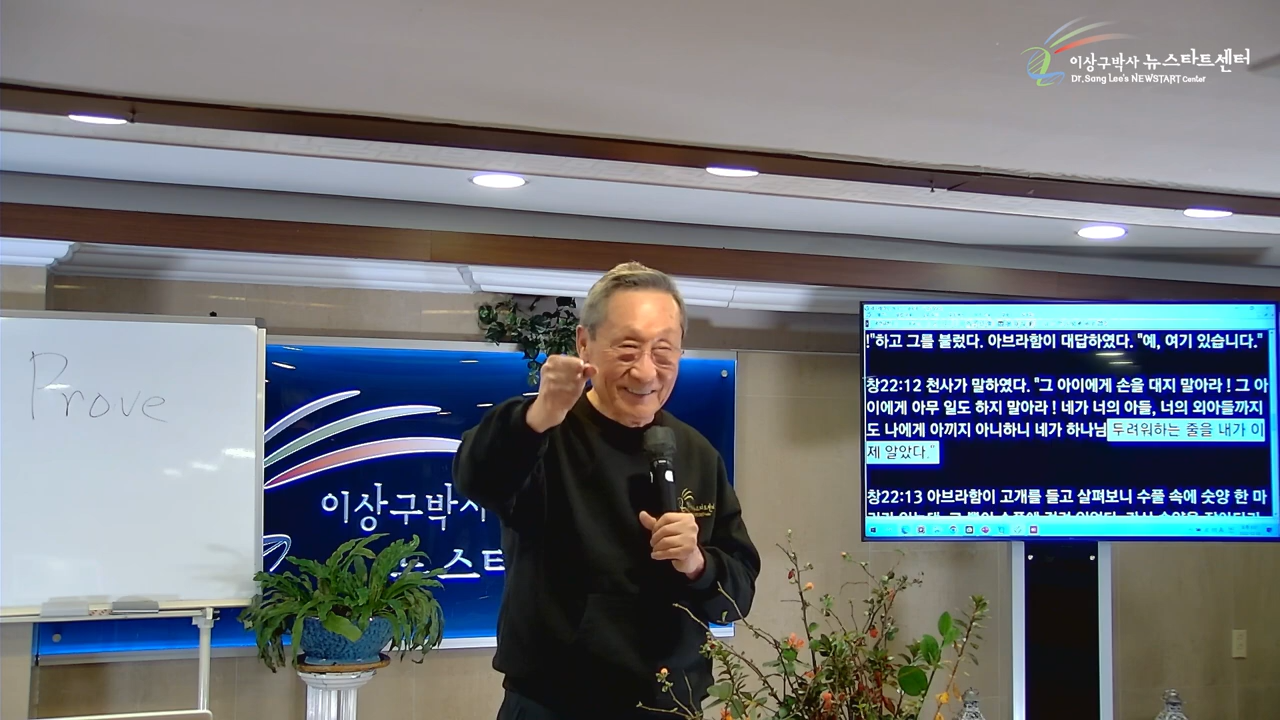 이상구박사 뉴스타트센터
Dr. Sang Lee's NEWSTART Center
Prove
이상구박사
뉴스타
!"하고 그를 불렀다. 아브라함이 대답하였다. "예, 여기 있습니다."
창22:12 천사가 말하였다. "그 아이에게 손을 대지 말아라 ! 그 아
이에게 아무 일도 하지 말아라 ! 네가 너의 아들, 너의 외아들까지
도 나에게 아끼지 아니하니 네가 하나님 두려워하는 줄을 내가 이
제 알았다."
창22:13 아브라함이 고개를 들고 살펴보니 수풀 속에 숫양 한 마